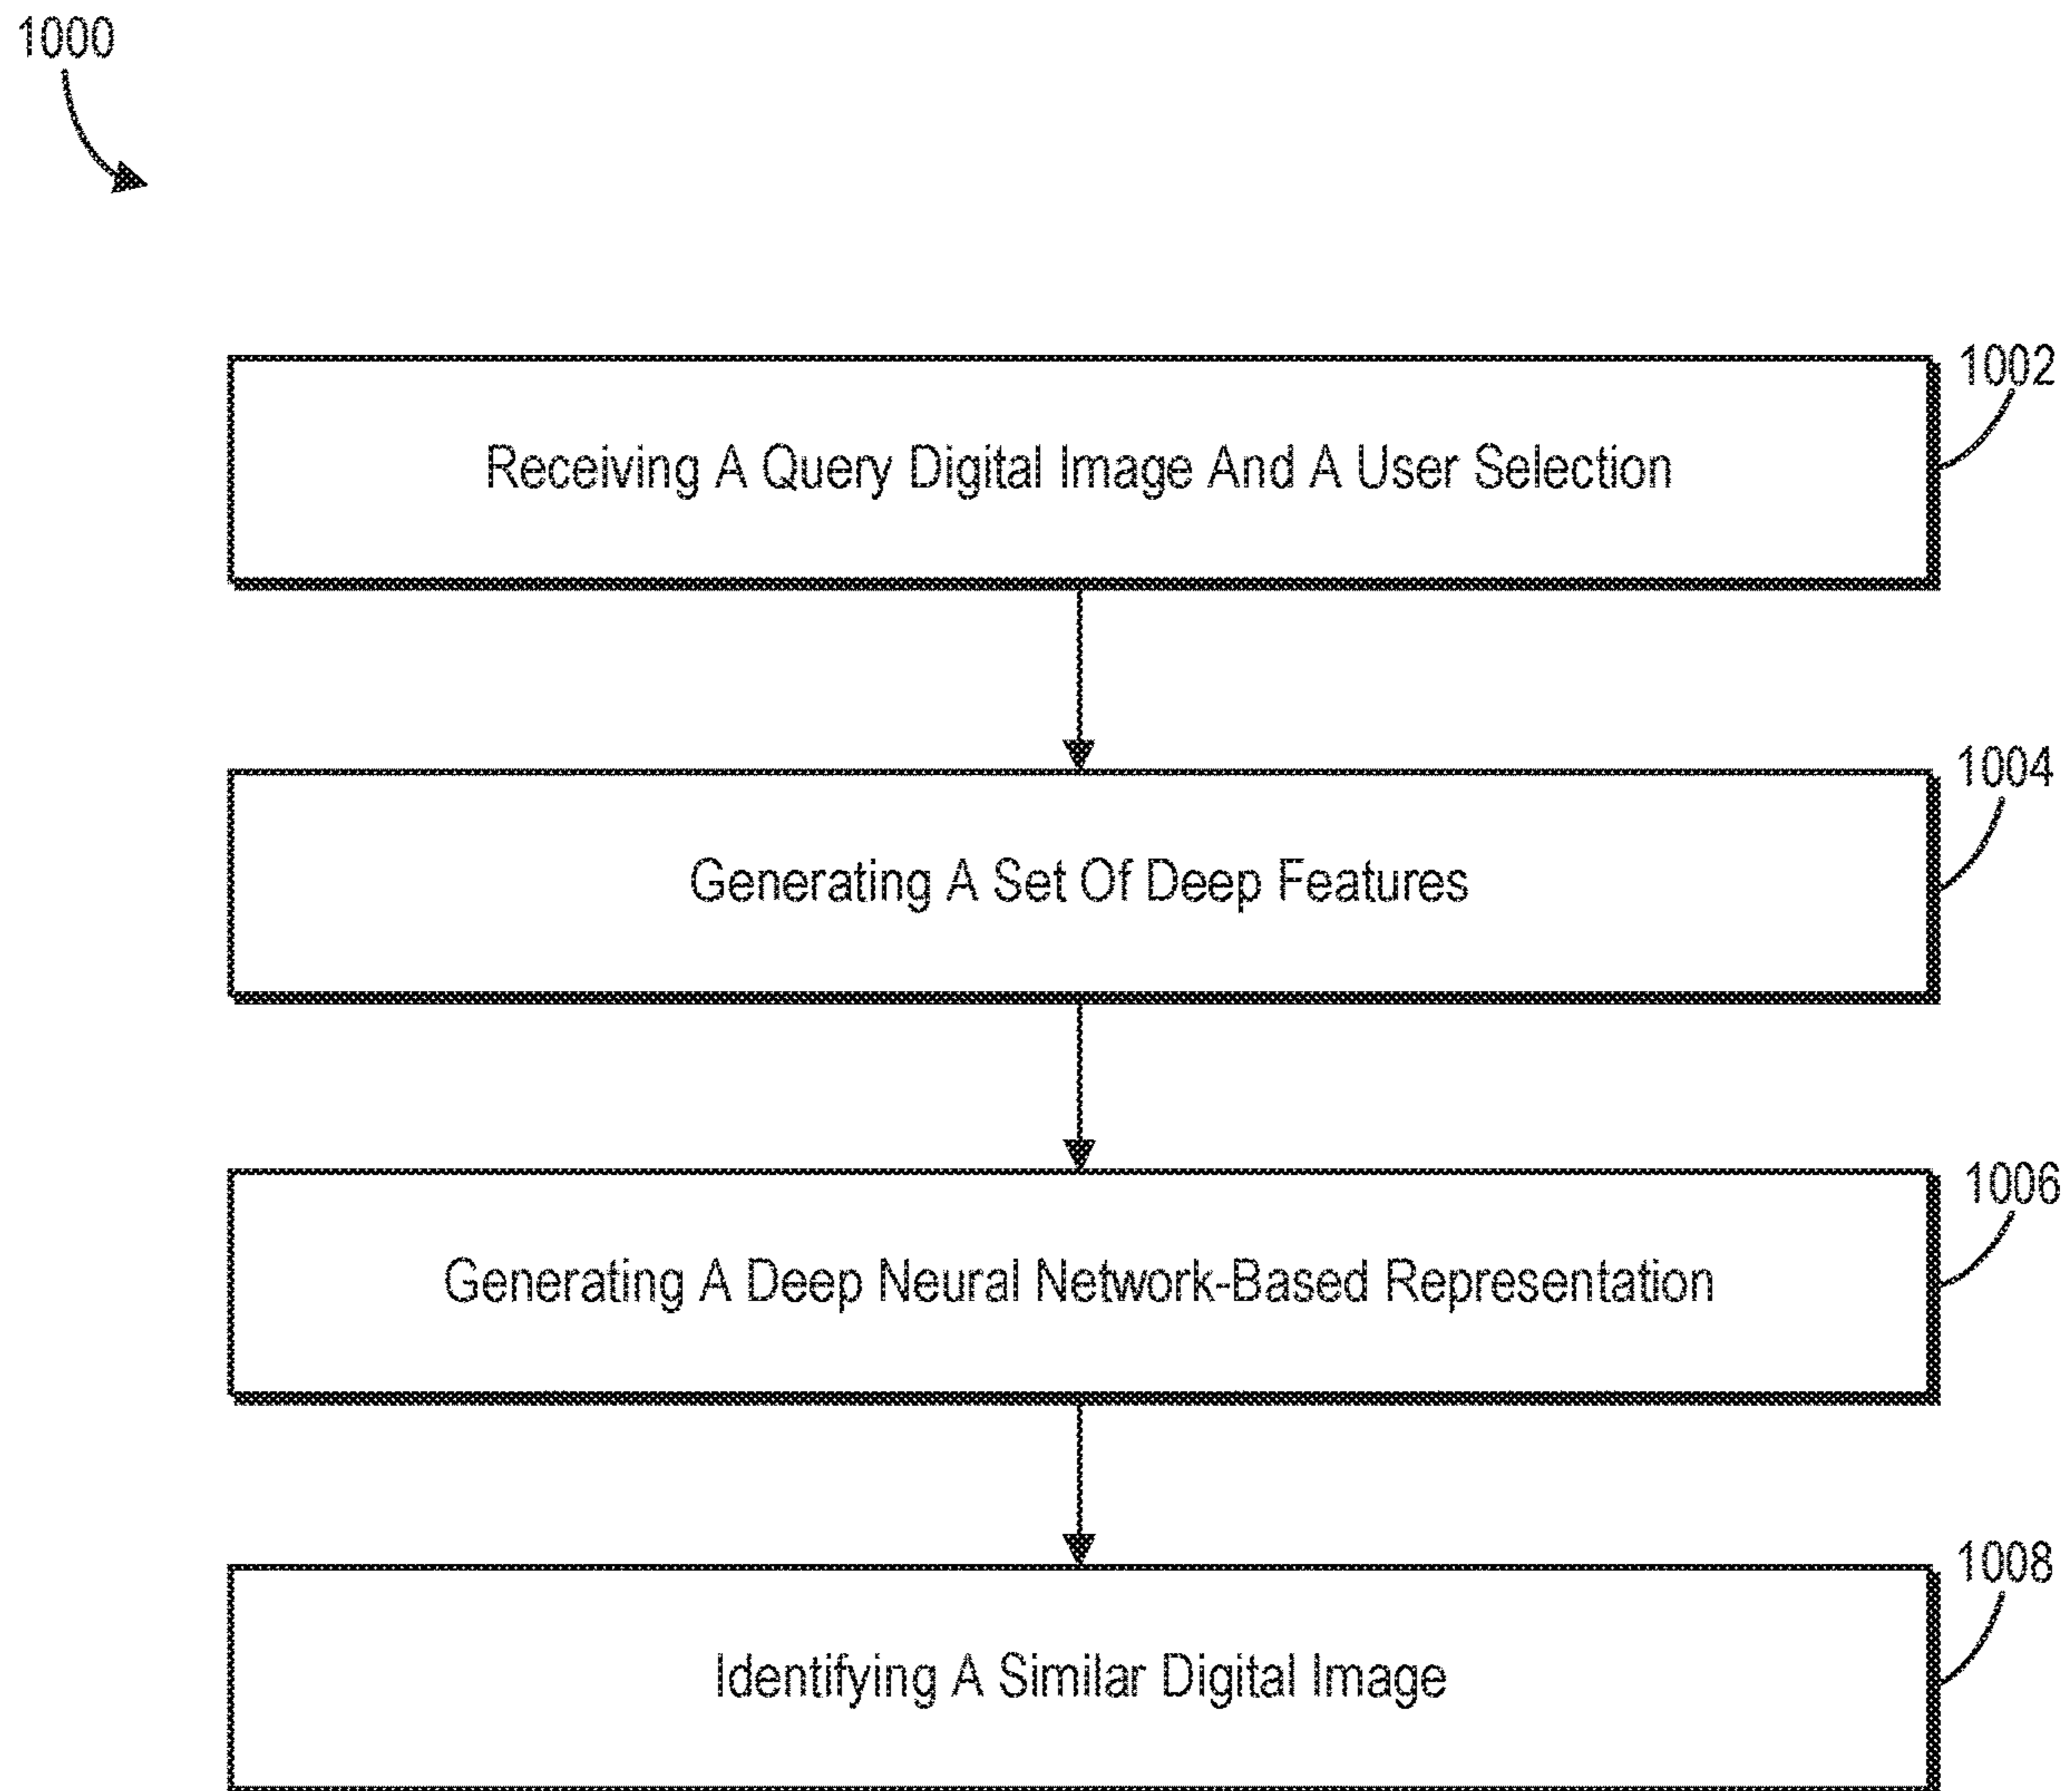 1000
1002
Receiving A Query Digital Image And A User Selection
1004
Generating A Set Of Deep Features
1006
Generating A Deep Neural Network-Based Representation
1008
Identifying A Similar Digital Image